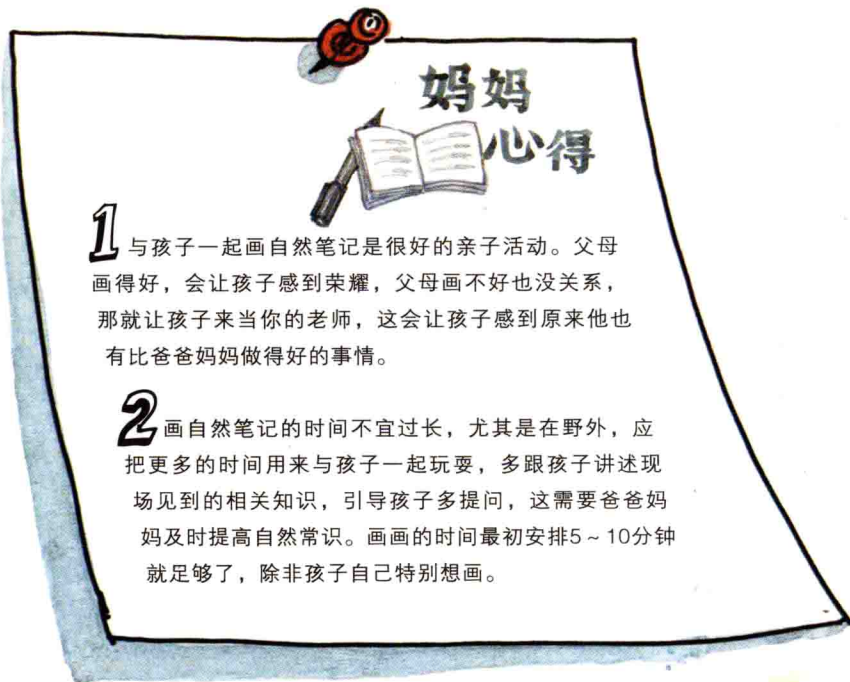 妈妈
心得
1 与孩子一起画自然笔记是很好的亲子活动。父母
画得好，会让孩子感到荣耀，父母画不好也没关系，
那就让孩子来当你的老师，这会让孩子感到原来他也
有比爸爸妈妈做得好的事情。
2 画自然笔记的时间不宜过长，尤其是在野外，应
把更多的时间用来与孩子一起玩耍，多跟孩子讲述现
场见到的相关知识，引导孩子多提问，这需要爸爸妈
妈及时提高自然常识。画画的时间最初安排5～10分钟
就足够了，除非孩子自己特别想画。